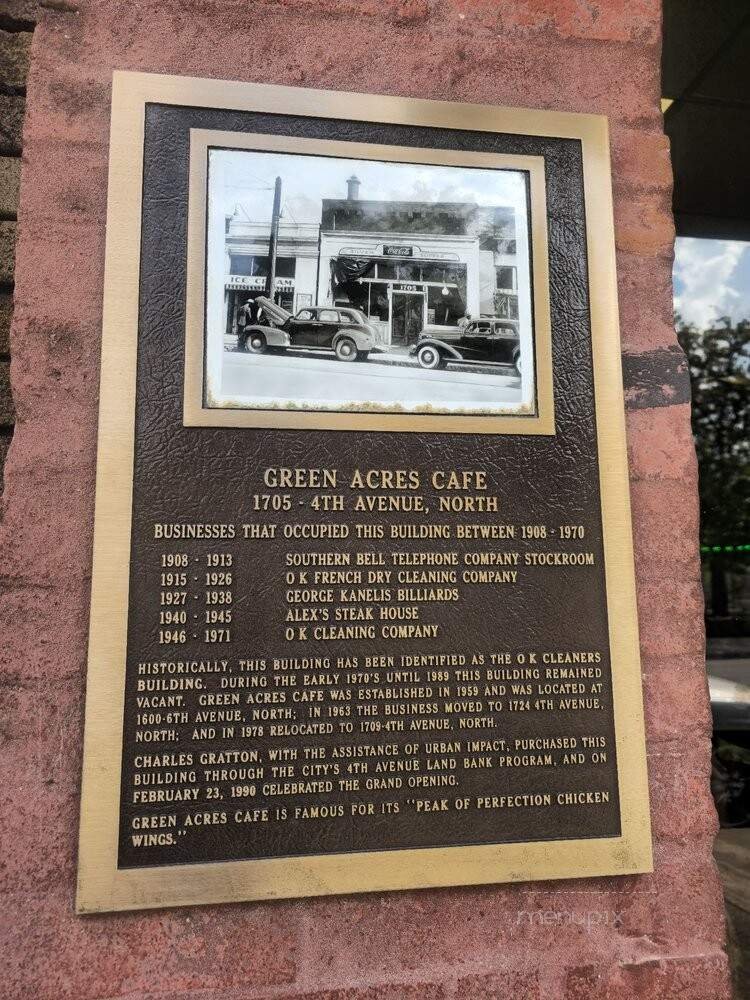 ICE CREAM
Coca-Cola
1705
GREEN ACRES CAFE
1705 - 4TH AVENUE, NORTH
BUSINESSES THAT OCCUPIED THIS BUILDING BETWEEN 1908 - 1970
1908 - 1913 SOUTHERN BELL TELEPHONE COMPANY STOCKROOM
1915 - 1926 O K FRENCH DRY CLEANING COMPANY
1927 - 1938 GEORGE KANELIS BILLIARDS
1940 - 1945 ALEX'S STEAK HOUSE
1946 - 1971 O K CLEANING COMPANY
HISTORICALLY, THIS BUILDING HAS BEEN IDENTIFIED AS THE O K CLEANERS
BUILDING. DURING THE EARLY 1970'S UNTIL 1989 THIS BUILDING REMAINED
VACANT. GREEN ACRES CAFE WAS ESTABLISHED IN 1959 AND WAS LOCATED AT
1600-6TH AVENUE, NORTH; IN 1963 THE BUSINESS MOVED TO 1724 4TH AVENUE,
NORTH; AND IN 1978 RELOCATED TO 1709-4TH AVENUE, NORTH.
CHARLES GRATTON, WITH THE ASSISTANCE OF URBAN IMPACT, PURCHASED THIS
BUILDING THROUGH THE CITY'S 4TH AVENUE LAND BANK PROGRAM, AND ON
FEBRUARY 23, 1990 CELEBRATED THE GRAND OPENING.
GREEN ACRES CAFE IS FAMOUS FOR ITS "PEAK OF PERFECTION CHICKEN
WINGS."
menupix